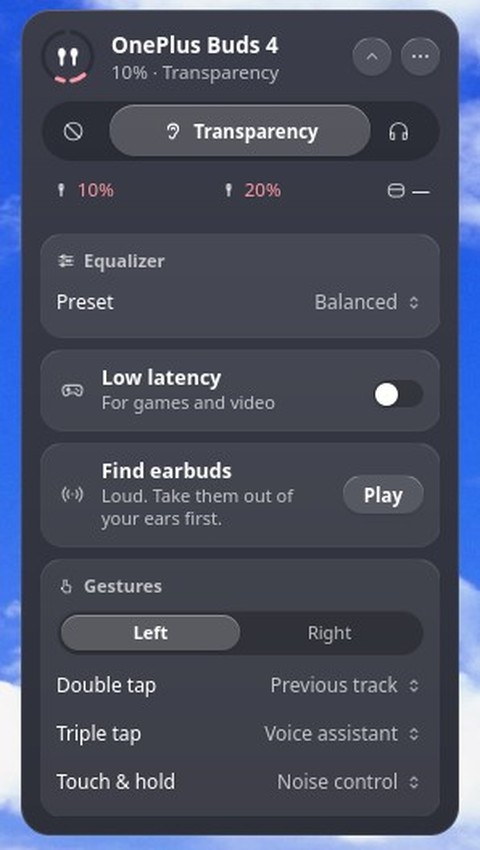 OnePlus Buds 4
10% · Transparency
Transparency
10% 20% —
Equalizer
Preset Balanced
Low latency
For games and video
Find earbuds
Loud. Take them out of
your ears first.
Play
Gestures
Left Right
Double tap Previous track
Triple tap Voice assistant
Touch & hold Noise control